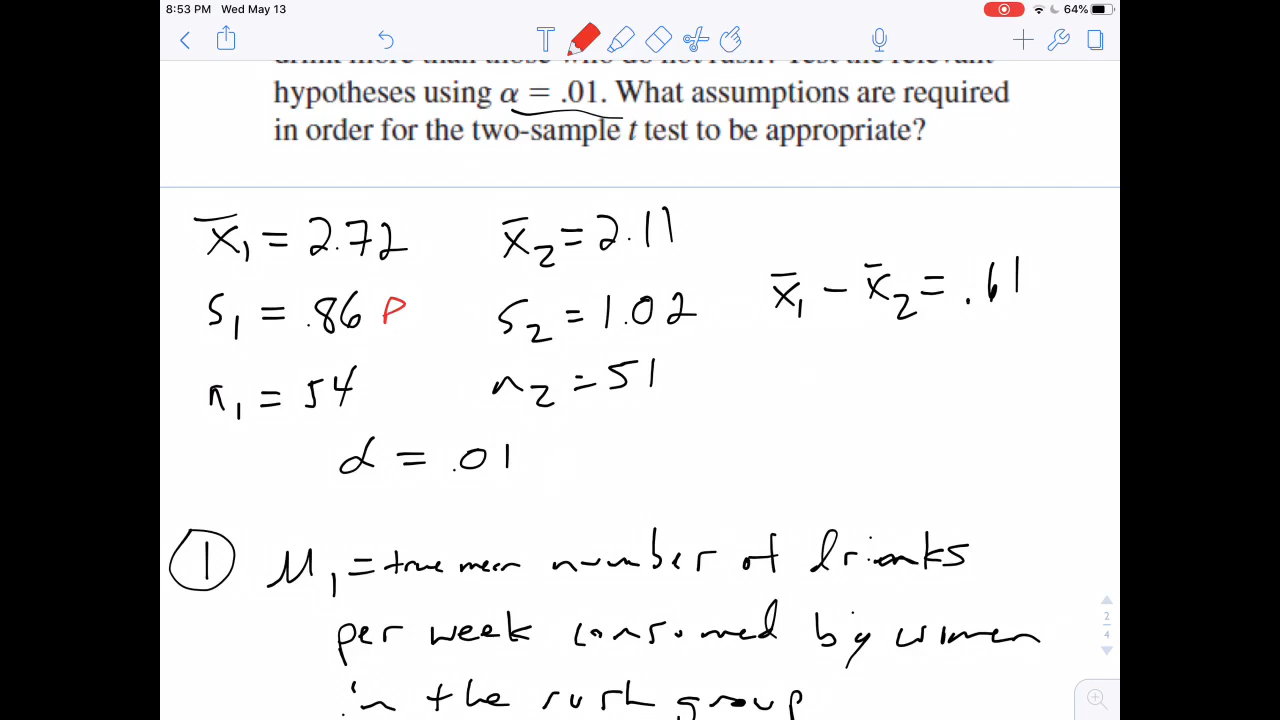 8:53 PM Wed May 13
64%
T
hypotheses using α = .01. What assumptions are required
in order for the two-sample t test to be appropriate?
x̄₁ = 2.72
x̄₂ = 2.11
x̄₁ − x̄₂ = .61
S₁ = .86 P
S₂ = 1.02
n₁ = 54
n₂ = 51
α = .01
① μ₁ = true mean number of drinks
per week consumed by women
in the rush group
2
4